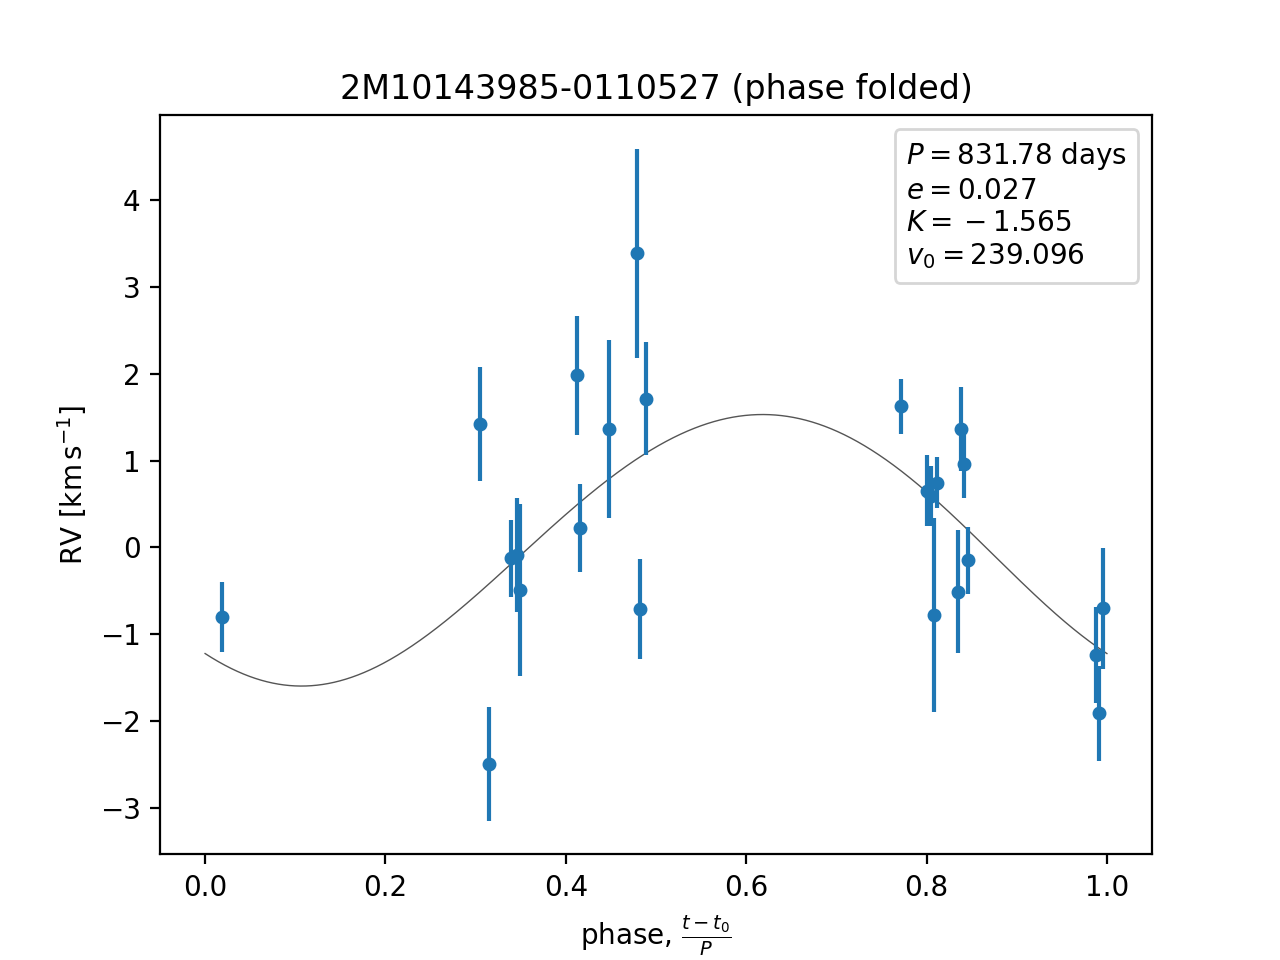 2M10143985-0110527 (phase folded)
P = 831.78 days
e = 0.027
K = −1.565
v₀ = 239.096
RV [km s⁻¹]
4
3
2
1
0
−1
−2
−3
0.0 0.2 0.4 0.6 0.8 1.0
phase, (t − t₀)/P